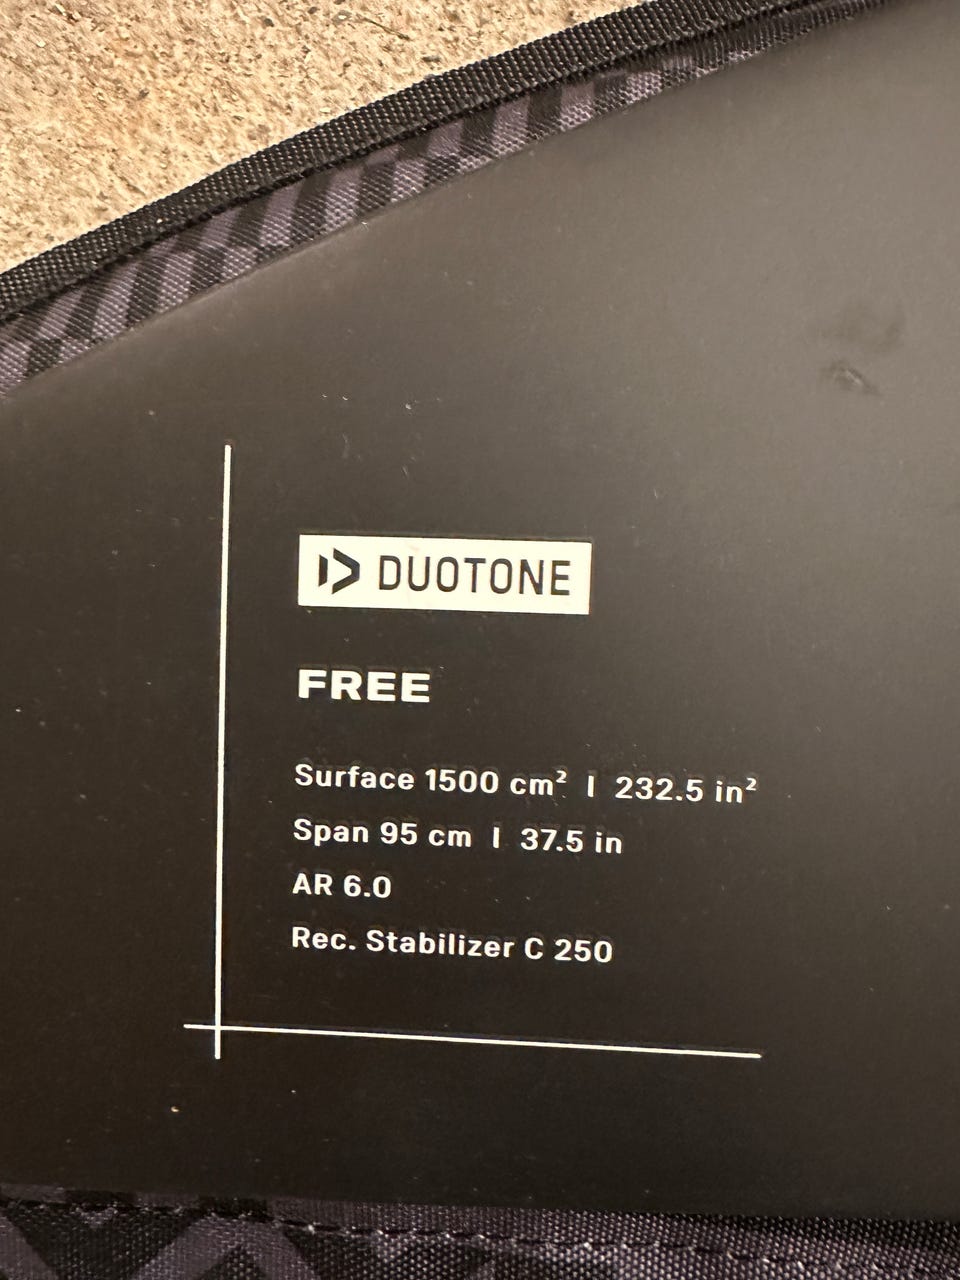 DUOTONE
FREE
Surface 1500 cm² | 232.5 in²
Span 95 cm | 37.5 in
AR 6.0
Rec. Stabilizer C 250